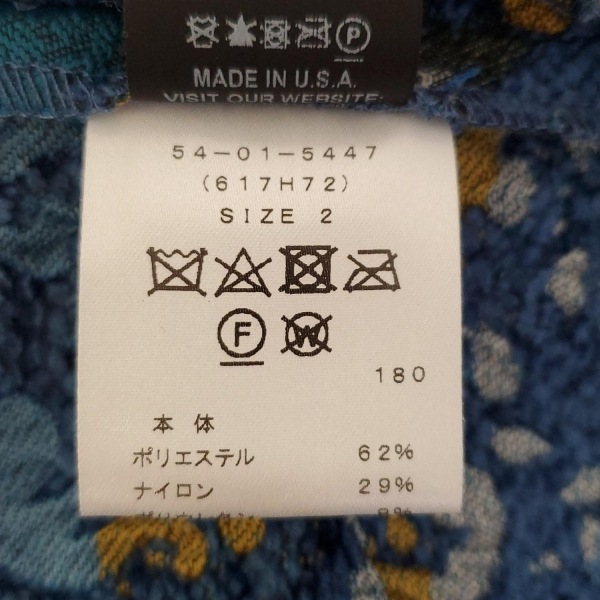 P
MADE IN U.S.A.
VISIT OUR WEBSITE:
54-01-5447
(617H72)
SIZE 2
F W
180
本体
ポリエステル 62%
ナイロン 29%